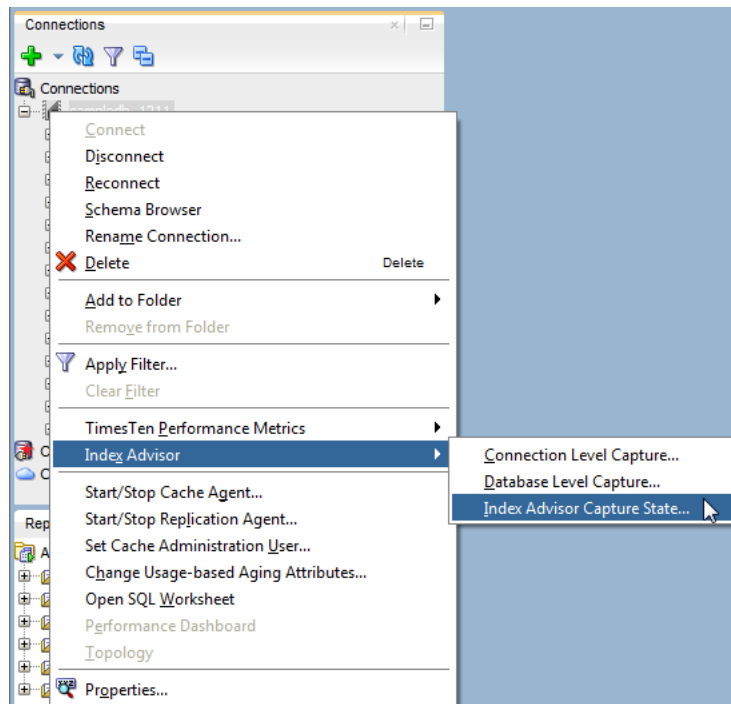 Connections
Connections
sampledb_1211
Connect
Disconnect
Reconnect
Schema Browser
Rename Connection...
Delete Delete
Add to Folder
Remove from Folder
Apply Filter...
Clear Filter
TimesTen Performance Metrics
Index Advisor
Connection Level Capture...
Database Level Capture...
Index Advisor Capture State...
Start/Stop Cache Agent...
Start/Stop Replication Agent...
Set Cache Administration User...
Change Usage-based Aging Attributes...
Open SQL Worksheet
Performance Dashboard
Topology
Properties...
O
C
Rep
A